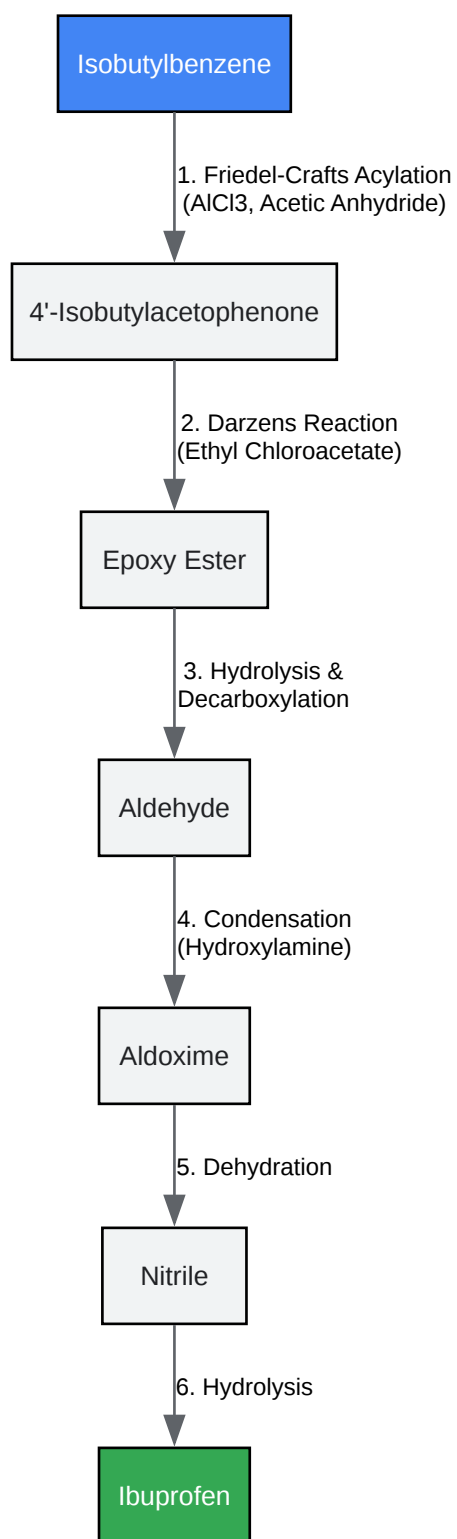 Isobutylbenzene
1. Friedel-Crafts Acylation
(AlCl3, Acetic Anhydride)
4'-Isobutylacetophenone
2. Darzens Reaction
(Ethyl Chloroacetate)
Epoxy Ester
3. Hydrolysis &
Decarboxylation
Aldehyde
4. Condensation
(Hydroxylamine)
Aldoxime
5. Dehydration
Nitrile
6. Hydrolysis
Ibuprofen